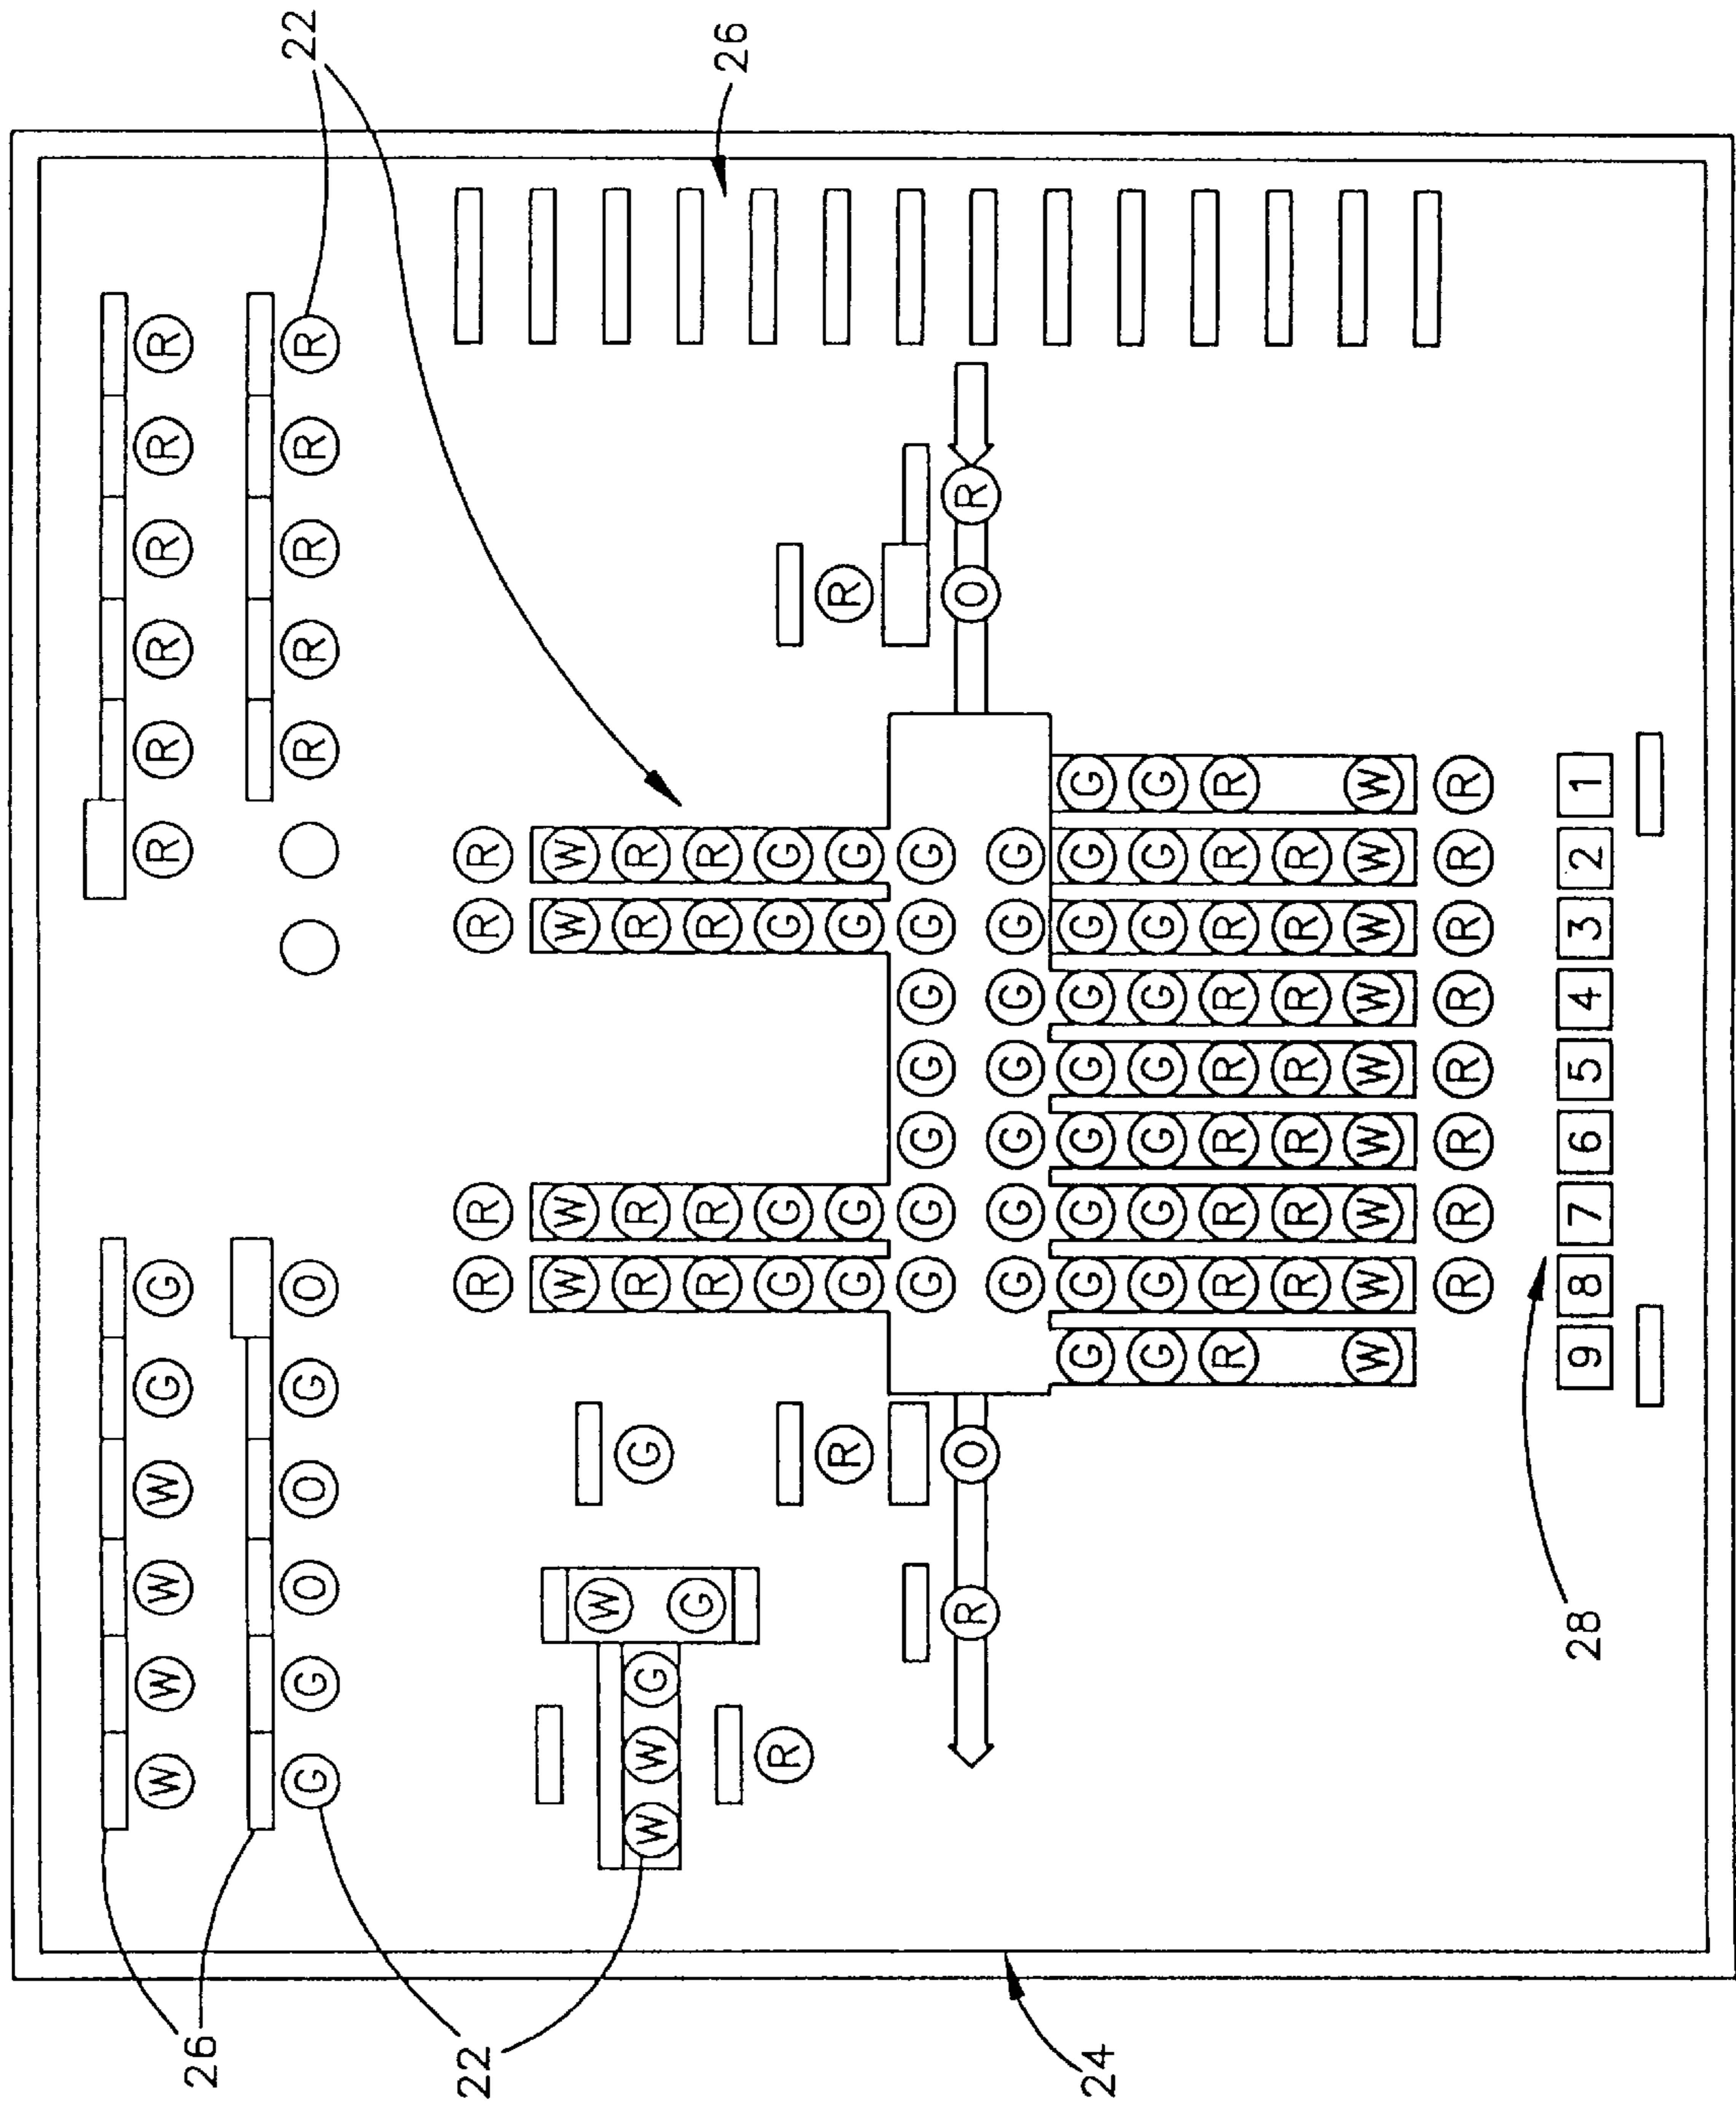 W W W W G G R R R R R R
26
G G O O G O R R R R R 22
22 R R R R
W W W W W
W W G G R R R R
G R R R R
26
R G G G G
R G G G G R
G G G G G G G
R O O R
G G G G G G G
24 G G G G G G G G G
G G G G G G G G G
R R R R R R R R R
R R R R R R R
W W W W W W W W W
R R R R R R R R
28 9 8 7 6 5 4 3 2 1